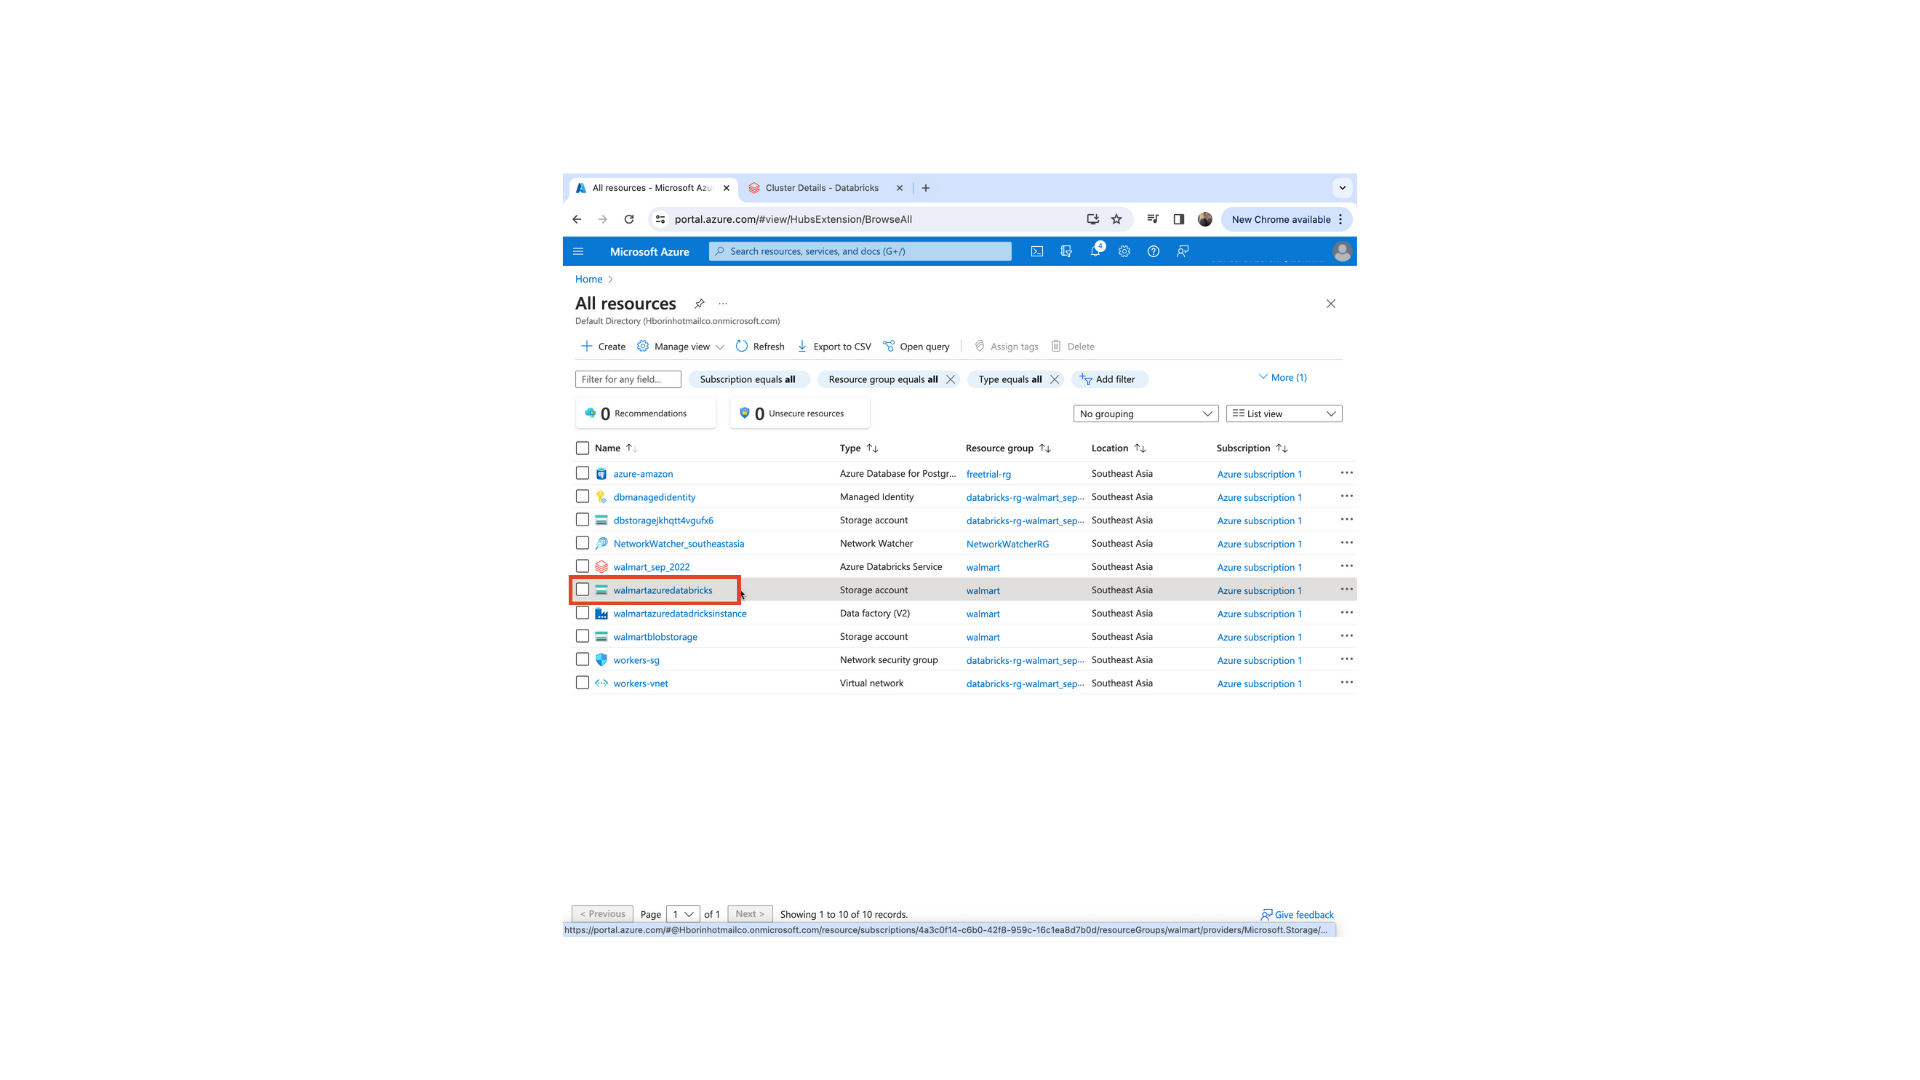 All resources - Microsoft Azu
Cluster Details - Databricks
portal.azure.com/#view/HubsExtension/BrowseAll
New Chrome available
Microsoft Azure
Search resources, services, and docs (G+/)
4
Home >
All resources
Default Directory (Hborinhotmailco.onmicrosoft.com)
Create Manage view Refresh Export to CSV Open query Assign tags Delete
Filter for any field... Subscription equals all Resource group equals all Type equals all Add filter More (1)
0 Recommendations 0 Unsecure resources No grouping List view
Name Type Resource group Location Subscription
azure-amazon Azure Database for Postgr... freetrial-rg Southeast Asia Azure subscription 1
dbmanagedidentity Managed Identity databricks-rg-walmart_sep... Southeast Asia Azure subscription 1
dbstoragejkhqtt4vgufx6 Storage account databricks-rg-walmart_sep... Southeast Asia Azure subscription 1
NetworkWatcher_southeastasia Network Watcher NetworkWatcherRG Southeast Asia Azure subscription 1
walmart_sep_2022 Azure Databricks Service walmart Southeast Asia Azure subscription 1
walmartazuredatabricks Storage account walmart Southeast Asia Azure subscription 1
walmartazuredatadricksinstance Data factory (V2) walmart Southeast Asia Azure subscription 1
walmartblobstorage Storage account walmart Southeast Asia Azure subscription 1
workers-sg Network security group databricks-rg-walmart_sep... Southeast Asia Azure subscription 1
workers-vnet Virtual network databricks-rg-walmart_sep... Southeast Asia Azure subscription 1
< Previous Page 1 of 1 Next > Showing 1 to 10 of 10 records. Give feedback
https://portal.azure.com/#@Hborinhotmailco.onmicrosoft.com/resource/subscriptions/4a3c0f14-c6b0-42f8-959c-16c1ea8d7b0d/resourceGroups/walmart/providers/Microsoft.Storage/...